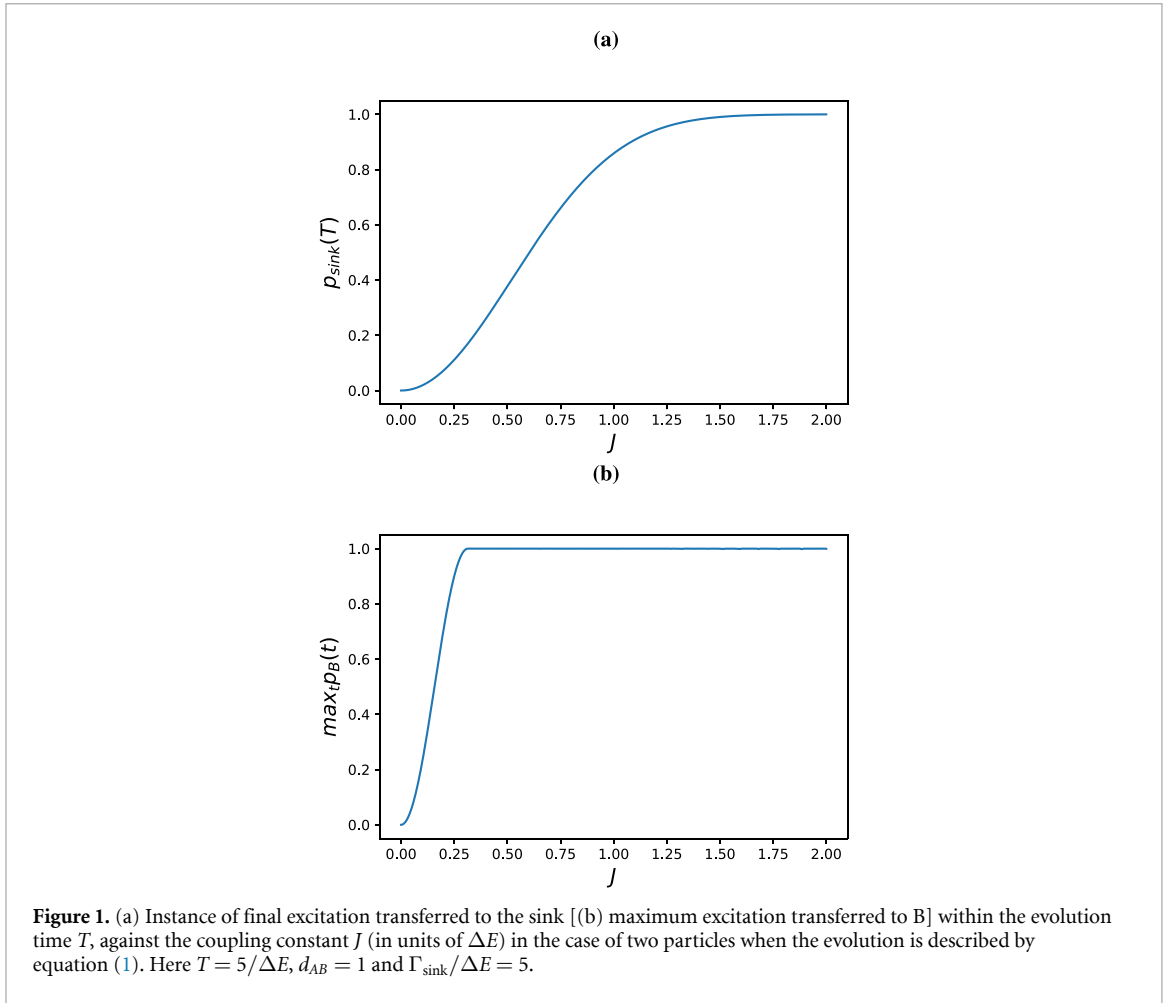 (a)
1.0
0.8
0.6
0.4
0.2
0.0
p_sink(T)
0.00 0.25 0.50 0.75 1.00 1.25 1.50 1.75 2.00
J
(b)
1.0
0.8
0.6
0.4
0.2
0.0
max_t p_B(t)
0.00 0.25 0.50 0.75 1.00 1.25 1.50 1.75 2.00
J
Figure 1. (a) Instance of final excitation transferred to the sink [(b) maximum excitation transferred to B] within the evolution
time T, against the coupling constant J (in units of ΔE) in the case of two particles when the evolution is described by
equation (1). Here T = 5/ΔE, d_AB = 1 and Γ_sink/ΔE = 5.